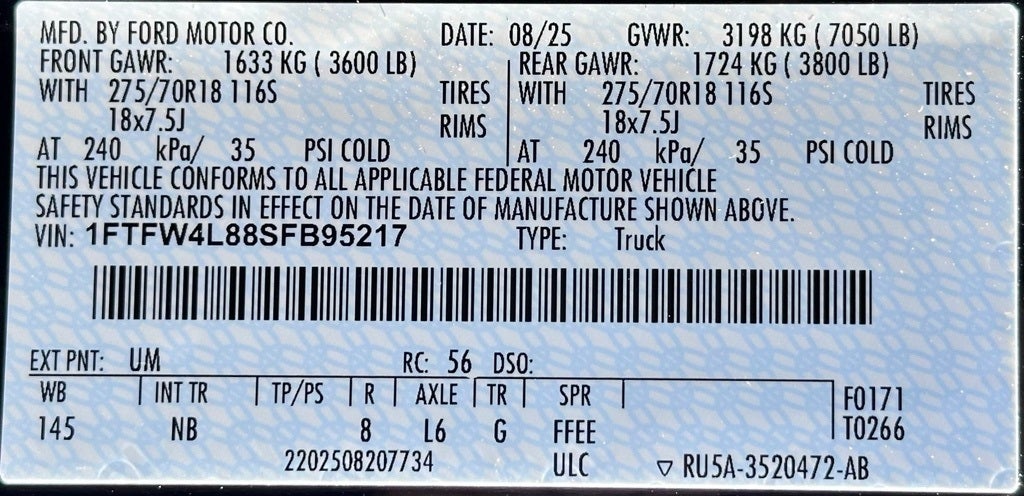 MFD. BY FORD MOTOR CO. DATE: 08/25 GVWR: 3198 KG ( 7050 LB)
FRONT GAWR: 1633 KG ( 3600 LB) REAR GAWR: 1724 KG ( 3800 LB)
WITH 275/70R18 116S TIRES WITH 275/70R18 116S TIRES
18x7.5J RIMS 18x7.5J RIMS
AT 240 kPa/ 35 PSI COLD AT 240 kPa/ 35 PSI COLD
THIS VEHICLE CONFORMS TO ALL APPLICABLE FEDERAL MOTOR VEHICLE
SAFETY STANDARDS IN EFFECT ON THE DATE OF MANUFACTURE SHOWN ABOVE.
VIN: 1FTFW4L88SFB95217 TYPE: Truck
EXT PNT: UM RC: 56 DSO:
WB INT TR TP/PS R AXLE TR SPR F0171
145 NB 8 L6 G FFEE T0266
2202508207734 ULC ▽ RU5A-3520472-AB